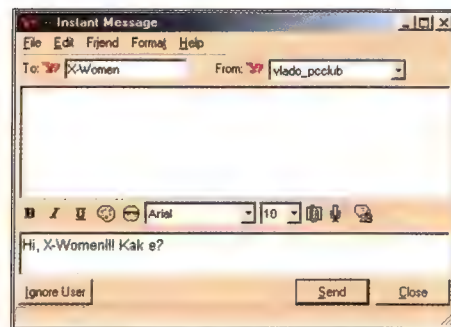 Instant Message
File Edit Friend Format Help
To: X-Women From: vlado_pcclub
B I U Arial 10
Hi, X-Women!!! Kak e?
Ignore User Send Close